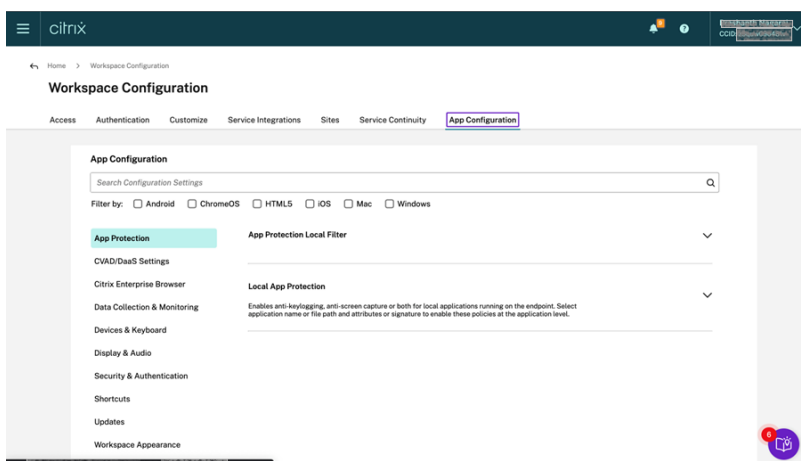 citrix
CCID:
Home > Workspace Configuration
Workspace Configuration
Access Authentication Customize Service Integrations Sites Service Continuity App Configuration
App Configuration
Search Configuration Settings
Filter by: Android ChromeOS HTML5 iOS Mac Windows
App Protection
App Protection Local Filter
CVAD/DaaS Settings
Citrix Enterprise Browser
Local App Protection
Data Collection & Monitoring
Enables anti-keylogging, anti-screen capture or both for local applications running on the endpoint. Select
application name or file path and attributes or signature to enable these policies at the application level.
Devices & Keyboard
Display & Audio
Security & Authentication
Shortcuts
Updates
Workspace Appearance
6